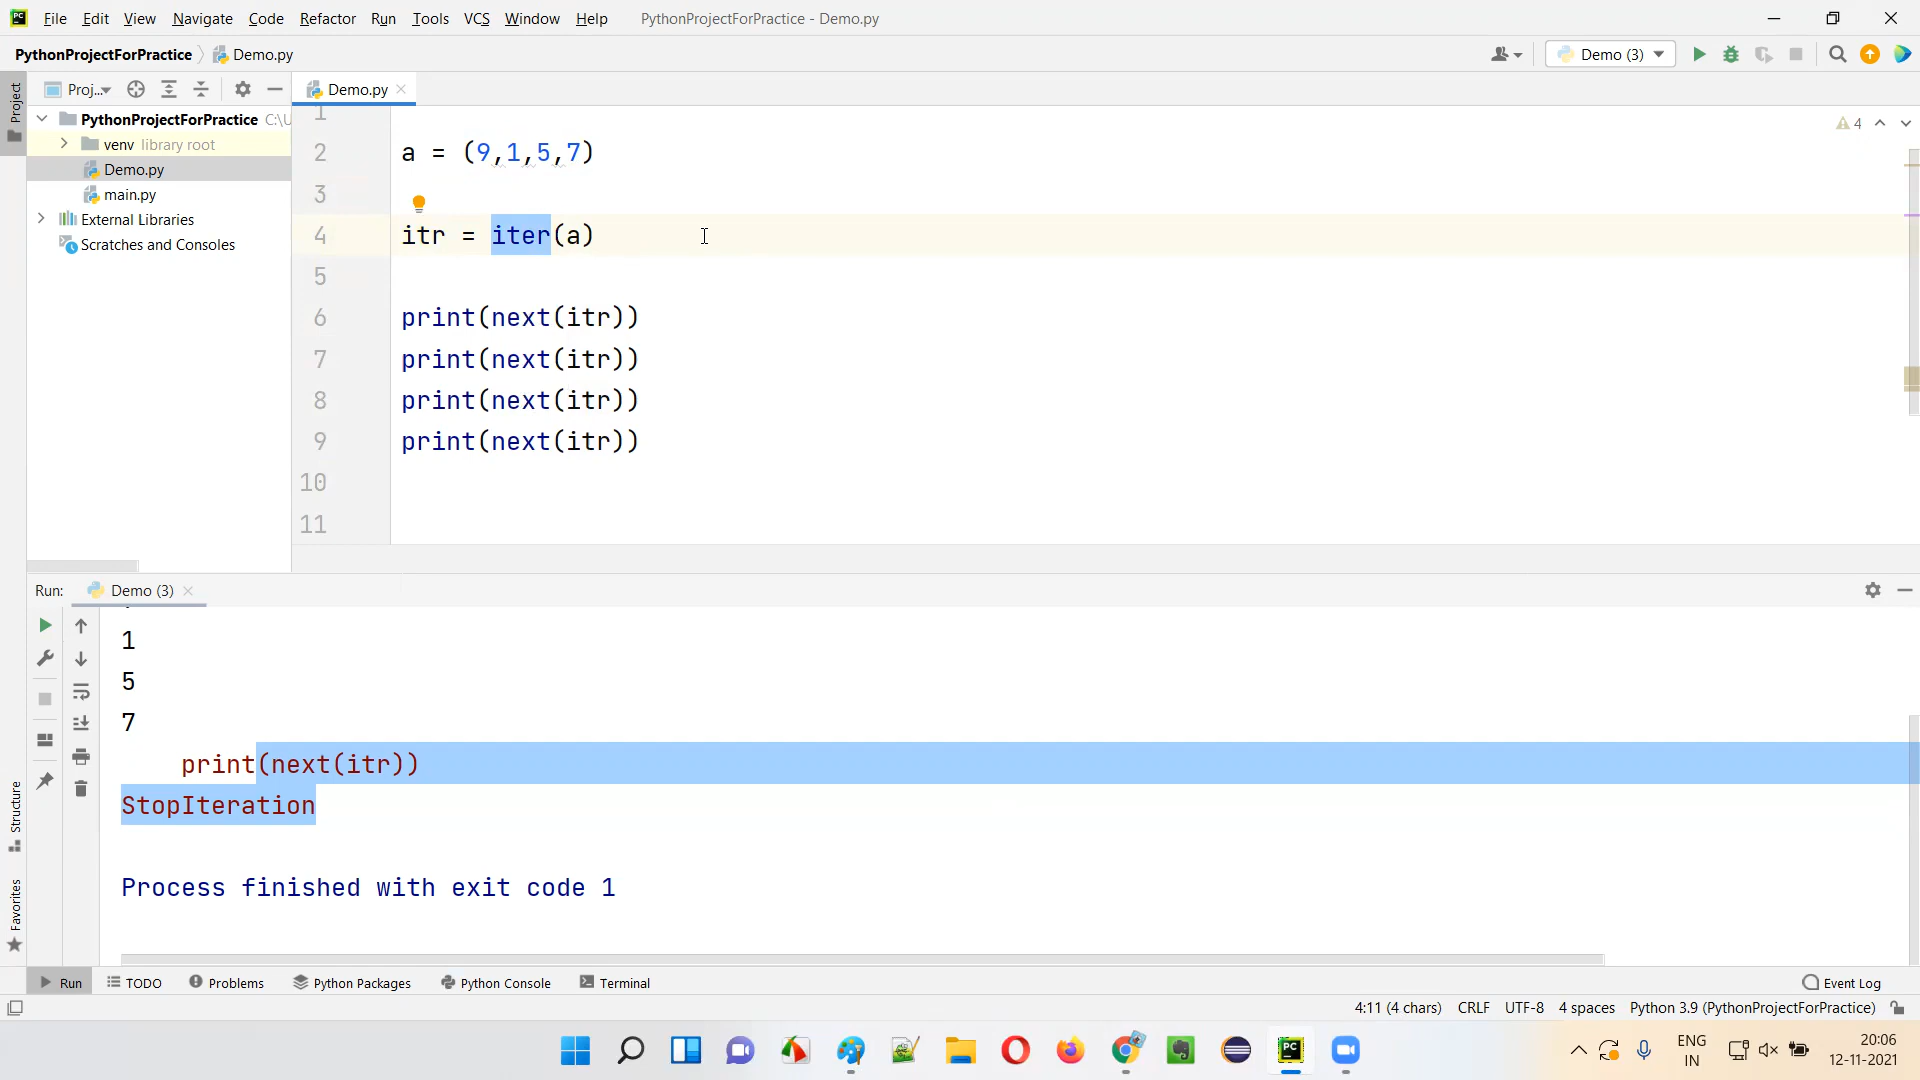 File Edit View Navigate Code Refactor Run Tools VCS Window Help PythonProjectForPractice - Demo.py
PythonProjectForPractice Demo.py Demo (3)
Project
Proj... Demo.py
PythonProjectForPractice C:\U
venv library root
Demo.py
main.py
External Libraries
Scratches and Consoles
4
1
2 a = (9,1,5,7)
3
4 itr = iter(a)
5
6 print(next(itr))
7 print(next(itr))
8 print(next(itr))
9 print(next(itr))
10
11
Run: Demo (3)
1
5
7
print(next(itr))
StopIteration
Process finished with exit code 1
Structure
Favorites
Run TODO Problems Python Packages Python Console Terminal Event Log
4:11 (4 chars) CRLF UTF-8 4 spaces Python 3.9 (PythonProjectForPractice)
ENG
IN
20:06
12-11-2021